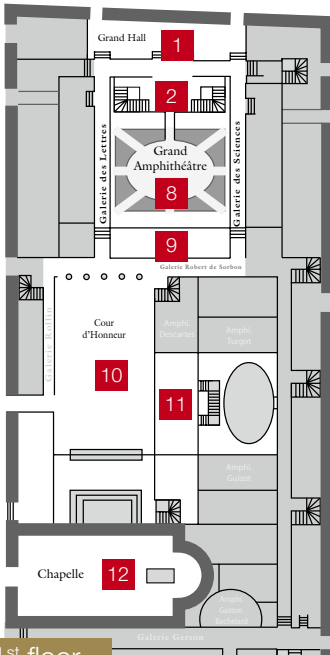 Grand Hall
1
2
Galerie des Lettres
Galerie des Sciences
Grand
Amphithéâtre
8
9
Galerie Robert de Sorbon
Galerie Rollin
Cour
d'Honneur
Amphi.
Descartes
Amphi.
Turgot
10
11
Amphi.
Guizot
Chapelle
12
Amphi.
Gaston
Bachelard
Galerie Gerson
1st floor